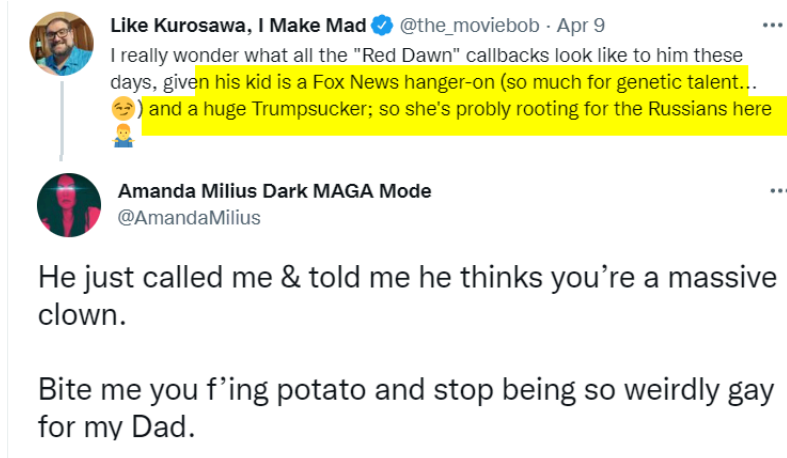 Like Kurosawa, I Make Mad @the_moviebob · Apr 9
I really wonder what all the "Red Dawn" callbacks look like to him these
days, given his kid is a Fox News hanger-on (so much for genetic talent...
😏) and a huge Trumpsucker; so she's probly rooting for the Russians here
🤷‍♂️
Amanda Milius Dark MAGA Mode
@AmandaMilius
He just called me & told me he thinks you're a massive
clown.
Bite me you f'ing potato and stop being so weirdly gay
for my Dad.